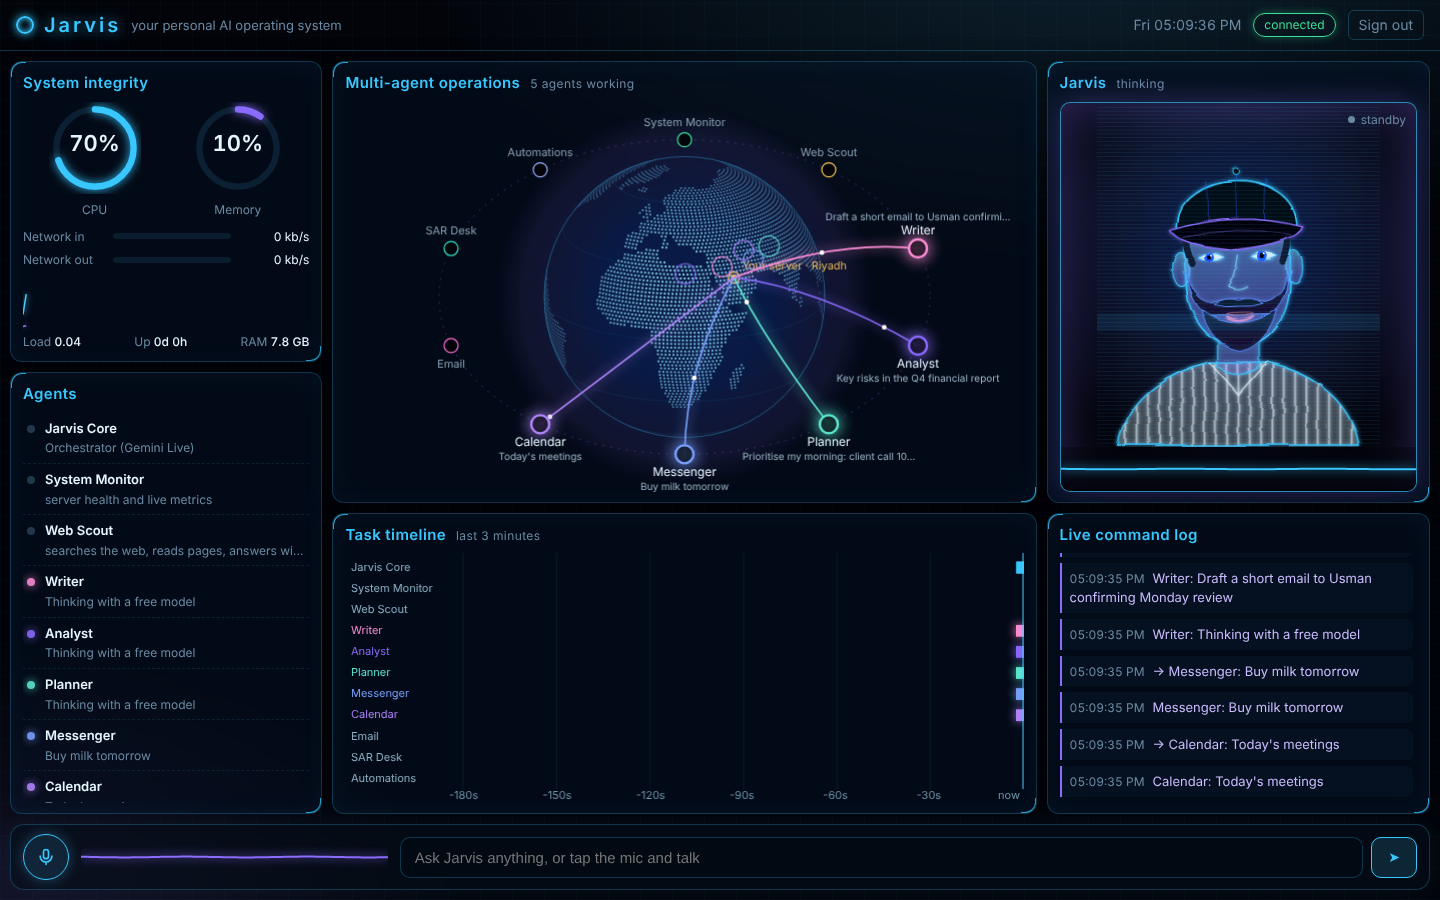 Jarvis your personal AI operating system
Fri 05:09:36 PM connected Sign out
System integrity
70% 10%
CPU Memory
Network in 0 kb/s
Network out 0 kb/s
Load 0.04 Up 0d 0h RAM 7.8 GB
Agents
Jarvis Core
Orchestrator (Gemini Live)
System Monitor
server health and live metrics
Web Scout
searches the web, reads pages, answers wi...
Writer
Thinking with a free model
Analyst
Thinking with a free model
Planner
Thinking with a free model
Messenger
Buy milk tomorrow
Calendar
Multi-agent operations 5 agents working
System Monitor
Automations
Web Scout
SAR Desk
Draft a short email to Usman confirmi...
Writer
Your server · Riyadh
Email
Analyst
Key risks in the Q4 financial report
Calendar
Today's meetings
Planner
Prioritise my morning: client call 10...
Messenger
Buy milk tomorrow
Task timeline last 3 minutes
Jarvis Core
System Monitor
Web Scout
Writer
Analyst
Planner
Messenger
Calendar
Email
SAR Desk
Automations
-180s -150s -120s -90s -60s -30s now
Jarvis thinking
standby
Live command log
05:09:35 PM Writer: Draft a short email to Usman
confirming Monday review
05:09:35 PM Writer: Thinking with a free model
05:09:35 PM → Messenger: Buy milk tomorrow
05:09:35 PM Messenger: Buy milk tomorrow
05:09:35 PM → Calendar: Today's meetings
05:09:35 PM Calendar: Today's meetings
Ask Jarvis anything, or tap the mic and talk